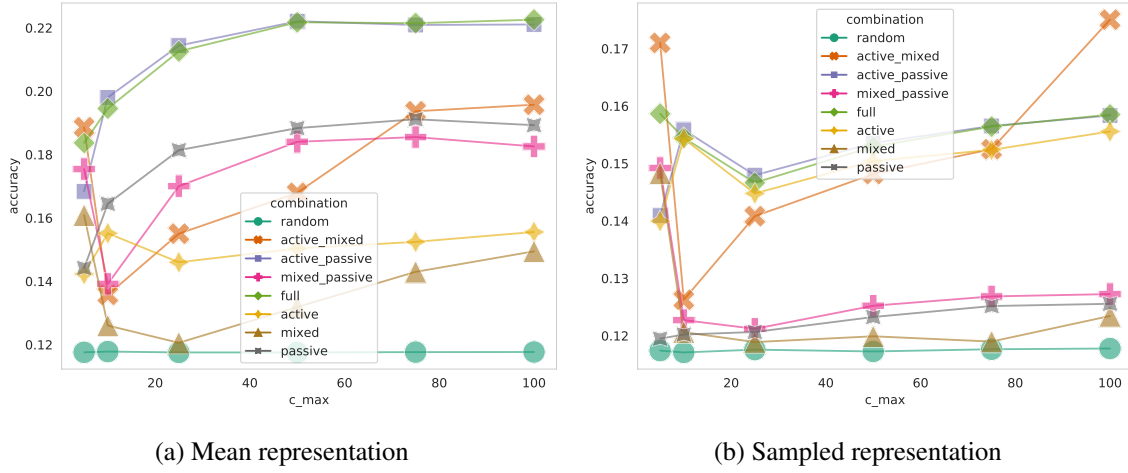 0.22
0.20
0.18
0.16
0.14
0.12
accuracy
20
40
60
80
100
c_max
combination
random
active_mixed
active_passive
mixed_passive
full
active
mixed
passive
(a) Mean representation
0.17
0.16
0.15
0.14
0.13
0.12
accuracy
20
40
60
80
100
c_max
combination
random
active_mixed
active_passive
mixed_passive
full
active
mixed
passive
(b) Sampled representation